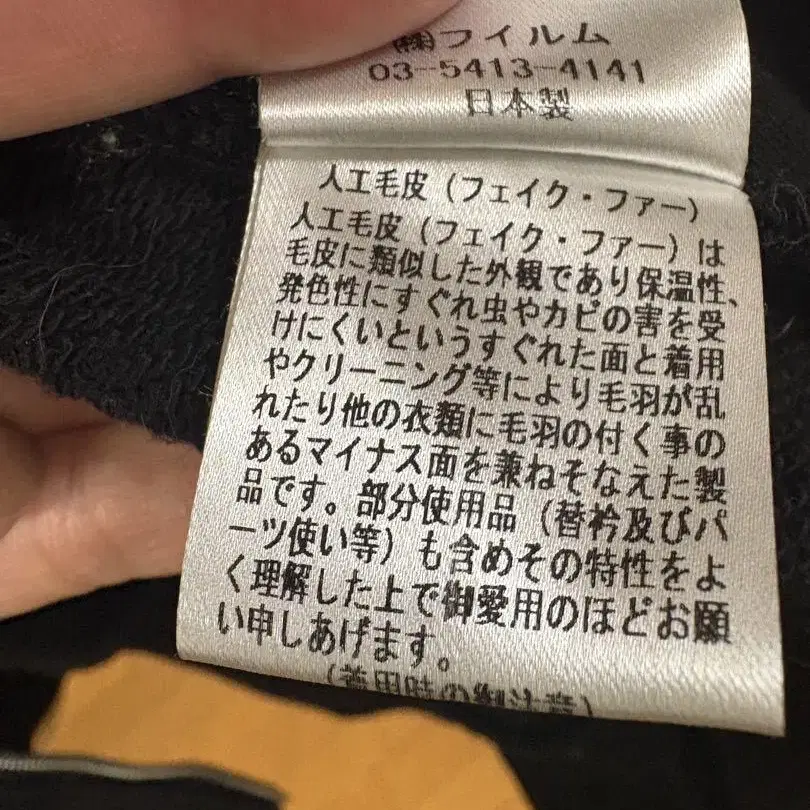 ㈱フィルム
03-5413-4141
日本製
人工毛皮（フェイク・ファー）
人工毛皮（フェイク・ファー）は
毛皮に類似した外観であり保温性、
発色性にすぐれ虫やカビの害を受
けにくいというすぐれた面と着用
やクリーニング等により毛羽が乱
れたり他の衣類に毛羽の付く事の
あるマイナス面を兼ねそなえた製
品です。部分使用品（替衿及びパ
ーツ使い等）も含めその特性をよ
く理解した上で御愛用のほどお願
い申しあげます。